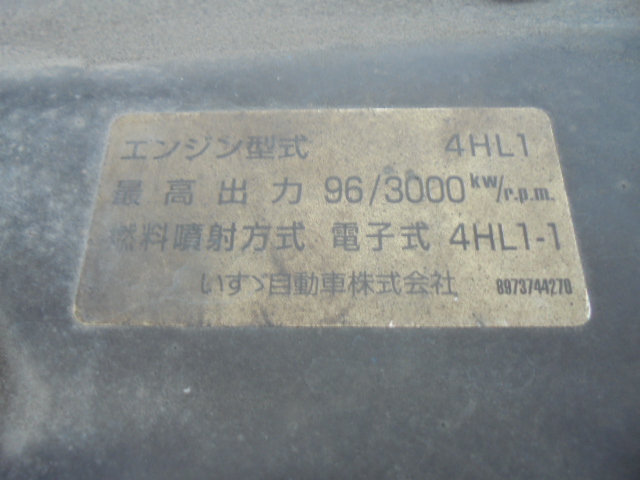 エンジン型式 4HL1
最高出力 96/3000 kW/r.p.m.
燃料噴射方式 電子式 4HL1-1
いすゞ自動車株式会社 8973744270